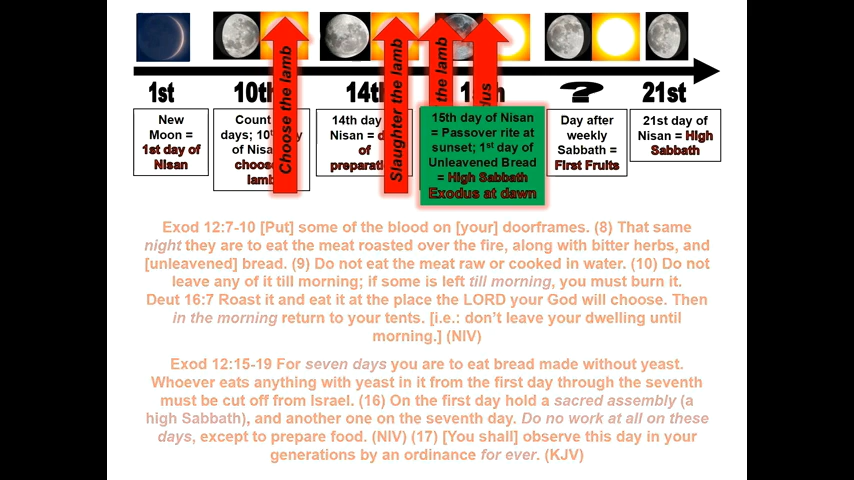 1st
10th
14th
?
21st
Choose the lamb
Slaughter the lamb
the lamb
New
Moon =
1st day of
Nisan
Count
days; 10
of Nisa
choos
lamb
14th day
Nisan =
of
preparati
15th day of Nisan
= Passover rite at
sunset; 1st day of
Unleavened Bread
= High Sabbath
Exodus at dawn
Day after
weekly
Sabbath =
First Fruits
21st day of
Nisan = High
Sabbath
Exod 12:7-10 [Put] some of the blood on [your] doorframes. (8) That same
night they are to eat the meat roasted over the fire, along with bitter herbs, and
[unleavened] bread. (9) Do not eat the meat raw or cooked in water. (10) Do not
leave any of it till morning; if some is left till morning, you must burn it.
Deut 16:7 Roast it and eat it at the place the LORD your God will choose. Then
in the morning return to your tents. [i.e.: don't leave your dwelling until
morning.] (NIV)
Exod 12:15-19 For seven days you are to eat bread made without yeast.
Whoever eats anything with yeast in it from the first day through the seventh
must be cut off from Israel. (16) On the first day hold a sacred assembly (a
high Sabbath), and another one on the seventh day. Do no work at all on these
days, except to prepare food. (NIV) (17) [You shall] observe this day in your
generations by an ordinance for ever. (KJV)